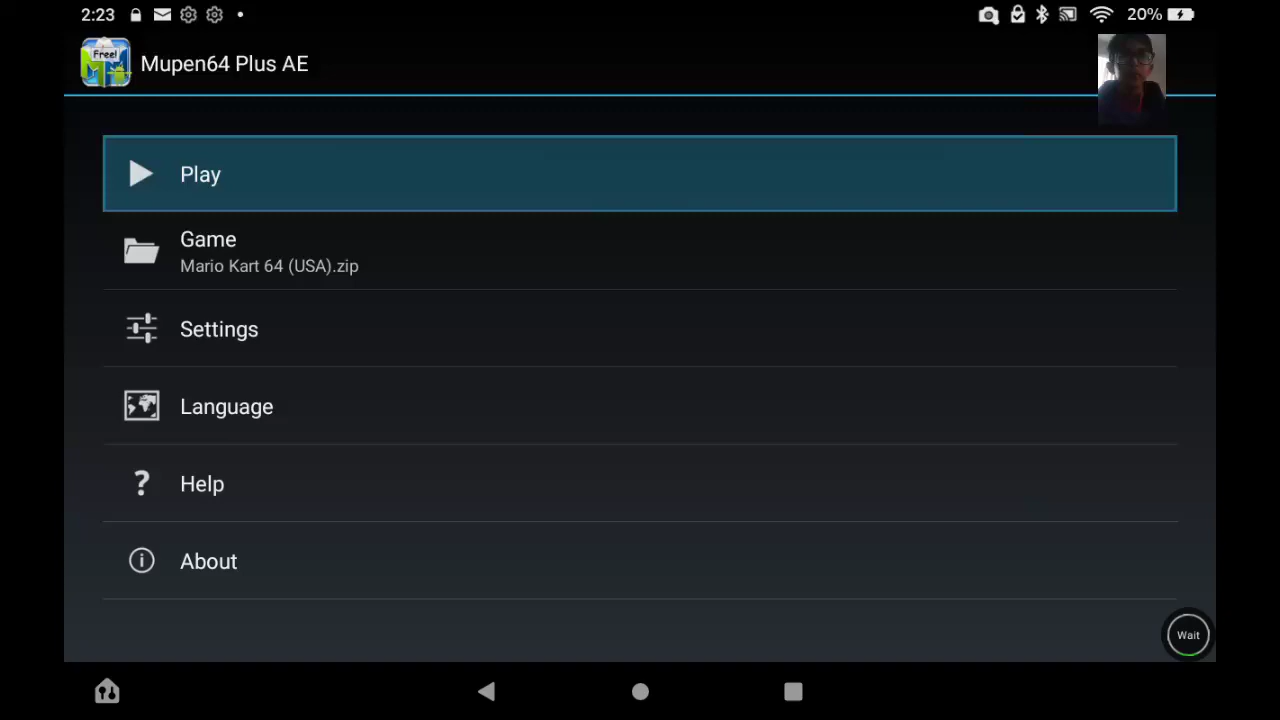 2:23 20%
Free!
Mupen64 Plus AE
Play
Game
Mario Kart 64 (USA).zip
Settings
Language
? Help
About
Wait